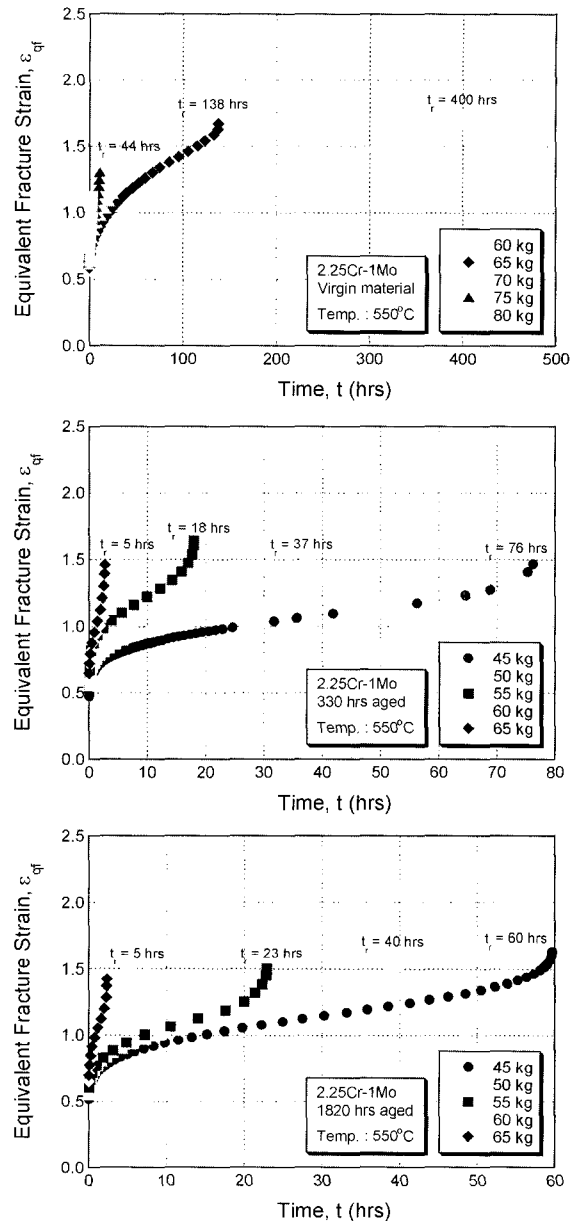 2.5
2.0
1.5
1.0
0.5
0.0
Equivalent Fracture Strain, εqf
t_r = 44 hrs
t_r = 138 hrs
t_r = 400 hrs
2.25Cr-1Mo
Virgin material
Temp. : 550°C
60 kg
65 kg
70 kg
75 kg
80 kg
0 100 200 300 400 500
Time, t (hrs)
2.5
2.0
1.5
1.0
0.5
0.0
Equivalent Fracture Strain, εqf
t_r = 5 hrs
t_r = 18 hrs
t_r = 37 hrs
t_r = 76 hrs
2.25Cr-1Mo
330 hrs aged
Temp. : 550°C
45 kg
50 kg
55 kg
60 kg
65 kg
0 10 20 30 40 50 60 70 80
Time, t (hrs)
2.5
2.0
1.5
1.0
0.5
0.0
Equivalent Fracture Strain, εqf
t_r = 5 hrs
t_r = 23 hrs
t_r = 40 hrs
t_r = 60 hrs
2.25Cr-1Mo
1820 hrs aged
Temp. : 550°C
45 kg
50 kg
55 kg
60 kg
65 kg
0 10 20 30 40 50 60
Time, t (hrs)